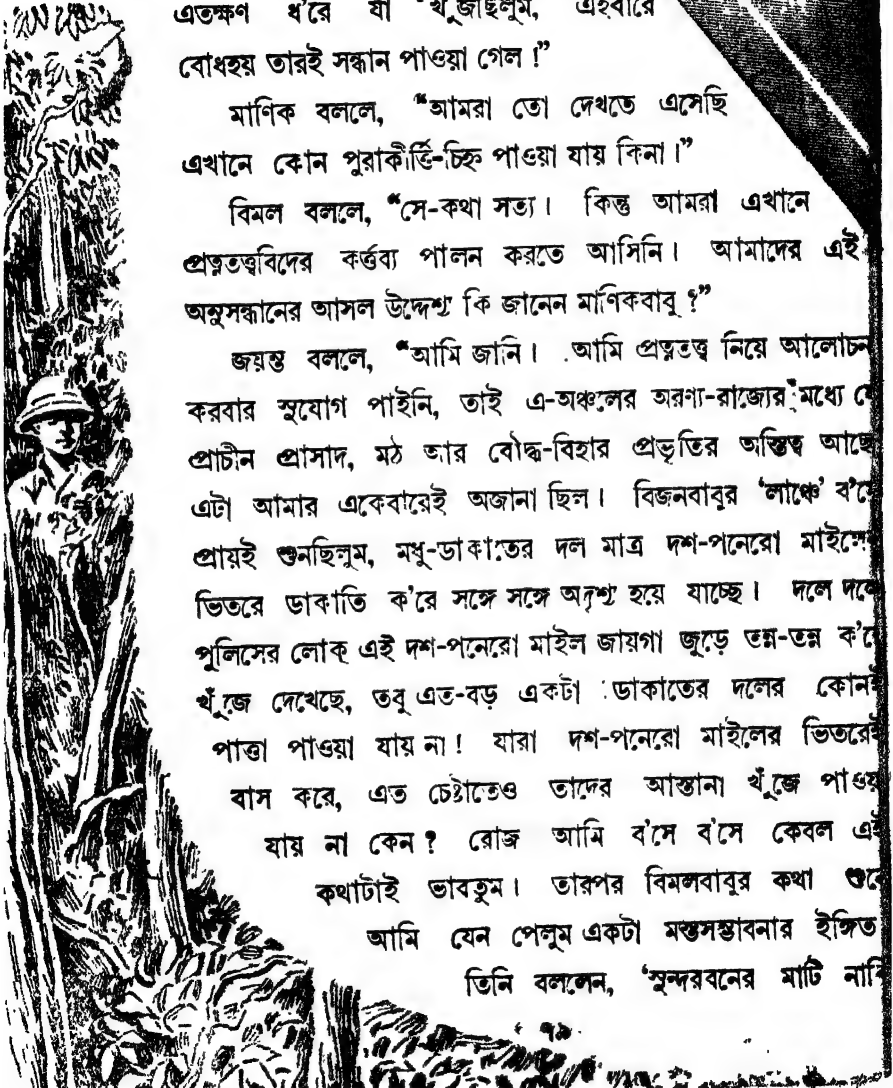 এতক্ষণ ধ'রে যা খুঁজছিলুম, এইবারে
বোধহয় তারই সন্ধান পাওয়া গেল!”
মাণিক বললে, “আমরা তো দেখতে এসেছি
এখানে কোন পুরাকীর্ত্তি-চিহ্ন পাওয়া যায় কিনা।”
বিমল বললে, “সে-কথা সত্য। কিন্তু আমরা এখানে
প্রত্নতত্ত্ববিদের কর্ত্তব্য পালন করতে আসিনি। আমাদের এই
অনুসন্ধানের আসল উদ্দেশ্য কি জানেন মাণিকবাবু?”
জয়ন্ত বললে, “আমি জানি। আমি প্রত্নতত্ত্ব নিয়ে আলোচন
করবার সুযোগ পাইনি, তাই এ-অঞ্চলের অরণ্য-রাজ্যের মধ্যে যে
প্রাচীন প্রাসাদ, মঠ আর বৌদ্ধ-বিহার প্রভৃতির অস্তিত্ব আছে
এটা আমার একেবারেই অজানা ছিল। বিজনবাবুর ‘লাঞ্চে’ ব'সে
প্রায়ই শুনছিলুম, মধু-ডাকাতের দল মাত্র দশ-পনেরো মাইলের
ভিতরে ডাকাতি ক'রে সঙ্গে সঙ্গে অদৃশ্য হয়ে যাচ্ছে। দলে দলে
পুলিসের লোক এই দশ-পনেরো মাইল জায়গা জুড়ে তন্ন-তন্ন ক'রে
খুঁজে দেখেছে, তবু এত-বড় একটা ডাকাতের দলের কোনই
পাত্তা পাওয়া যায় না! যারা দশ-পনেরো মাইলের ভিতরেই
বাস করে, এত চেষ্টাতেও তাদের আস্তানা খুঁজে পাওয়
যায় না কেন? রোজ আমি ব'সে ব'সে কেবল এই
কথাটাই ভাবতুম। তারপর বিমলবাবুর কথা শুনে
আমি যেন পেলুম একটা মস্তসম্ভাবনার ইঙ্গিত
তিনি বললেন, ‘সুন্দরবনের মাটি নাকি
৭৯